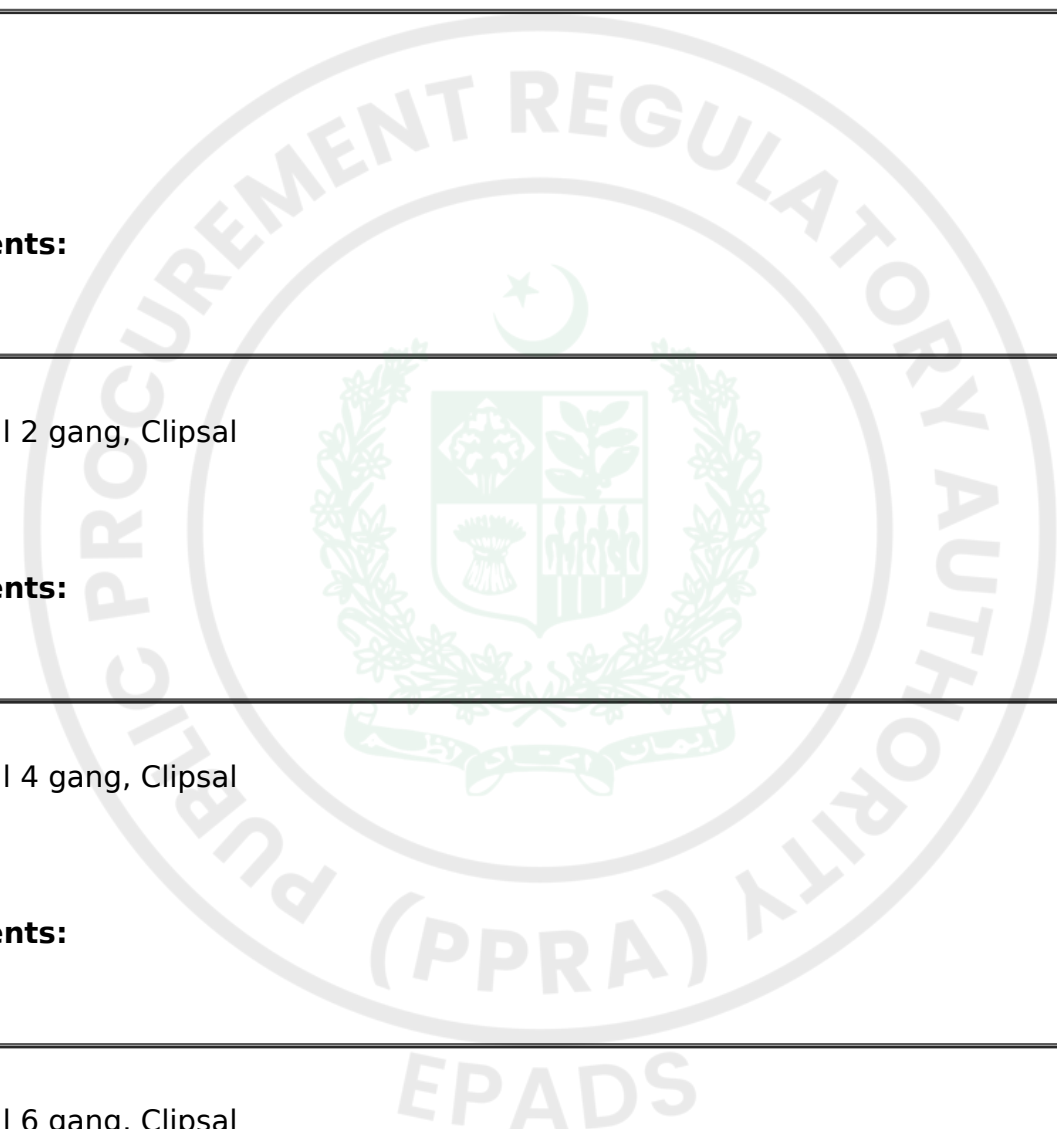 PUBLIC PROCUREMENT REGULATORY AUTHORITY
ents:
l 2 gang, Clipsal
ents:
l 4 gang, Clipsal
(PPRA)
ents:
EPADS
l 6 gang, Clipsal